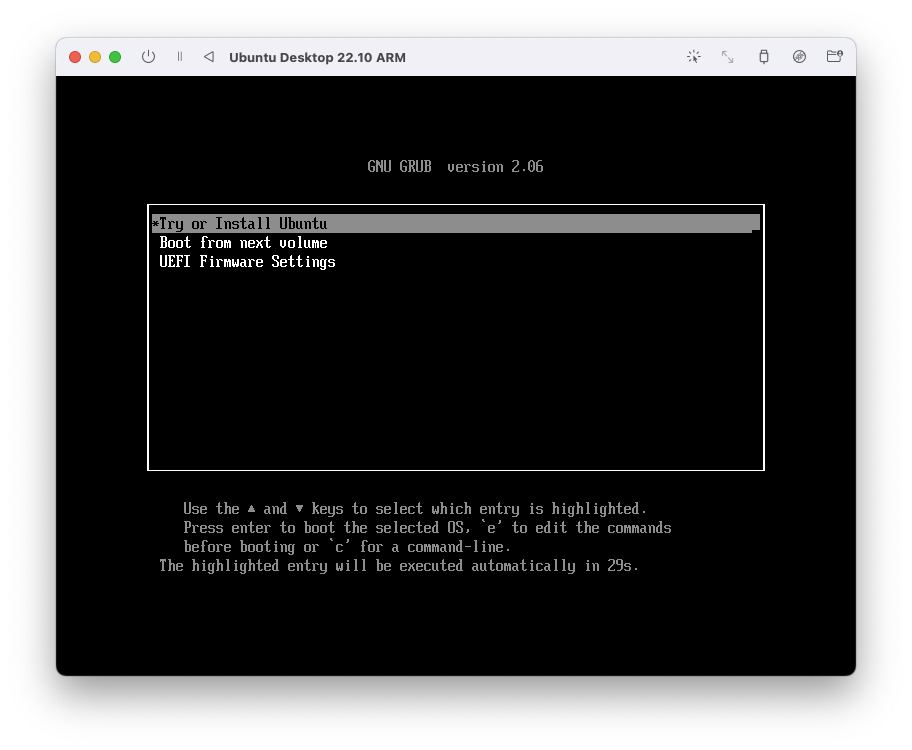 Ubuntu Desktop 22.10 ARM
GNU GRUB  version 2.06
*Try or Install Ubuntu
Boot from next volume
UEFI Firmware Settings
Use the ▲ and ▼ keys to select which entry is highlighted.
Press enter to boot the selected OS, `e' to edit the commands
before booting or `c' for a command-line.
The highlighted entry will be executed automatically in 29s.